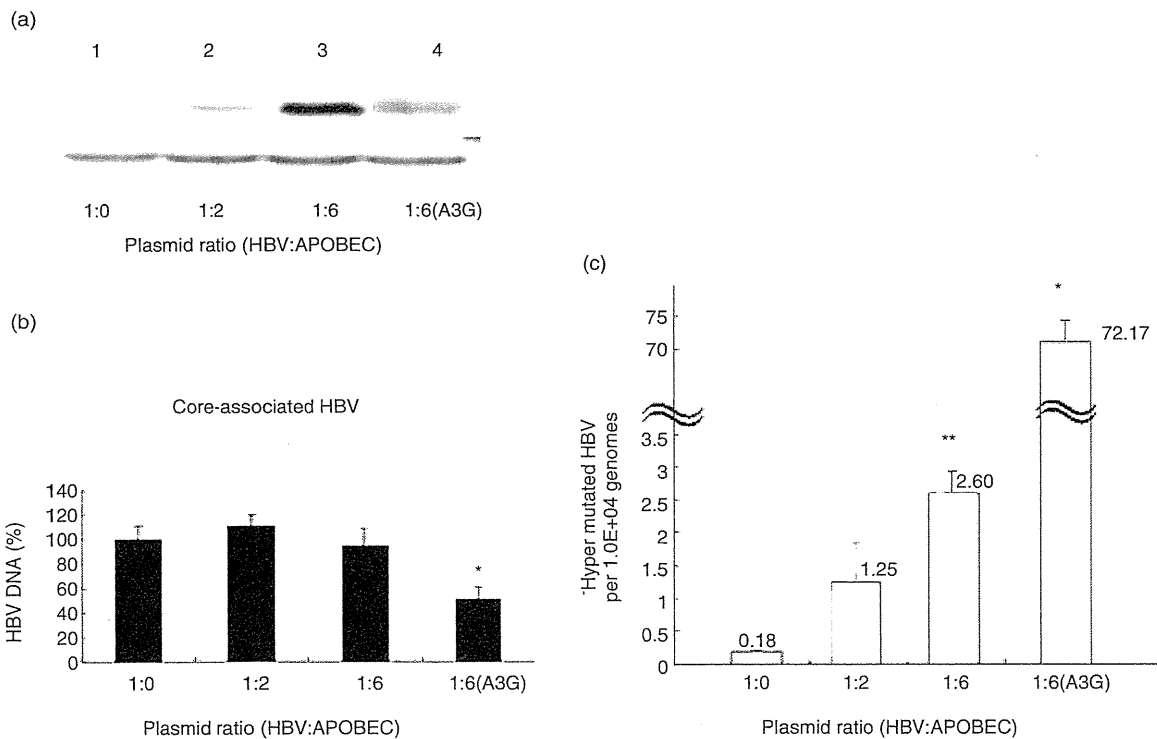 (a)
1 2 3 4
1:0 1:2 1:6 1:6(A3G)
Plasmid ratio (HBV:APOBEC)
(b)
Core-associated HBV
HBV DNA (%)
140
120
100
80
60
40
20
0
*
1:0 1:2 1:6 1:6(A3G)
Plasmid ratio (HBV:APOBEC)
(c)
Hyper mutated HBV
per 1.0E+04 genomes
75
70
3.5
3
2.5
2
1.5
1
0.5
0
0.18
1.25
**
2.60
*
72.17
1:0 1:2 1:6 1:6(A3G)
Plasmid ratio (HBV:APOBEC)